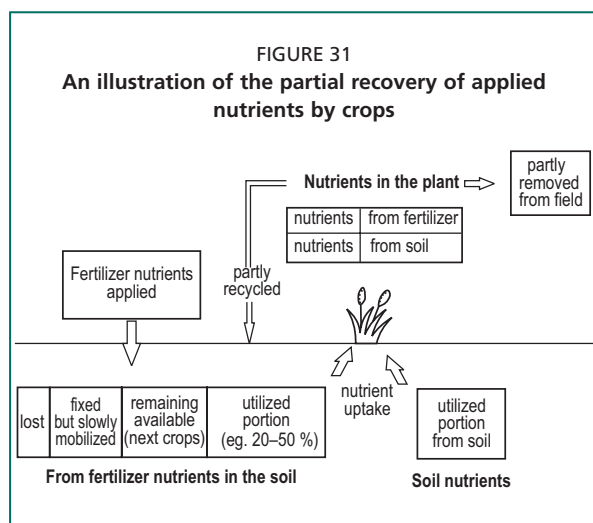 FIGURE 31
An illustration of the partial recovery of applied
nutrients by crops
Nutrients in the plant
partly
removed
from field
nutrients from fertilizer
nutrients from soil
Fertilizer nutrients
applied
partly
recycled
lost
fixed
but slowly
mobilized
remaining
available
(next crops)
utilized
portion
(eg. 20–50 %)
nutrient
uptake
utilized
portion
from soil
From fertilizer nutrients in the soil
Soil nutrients